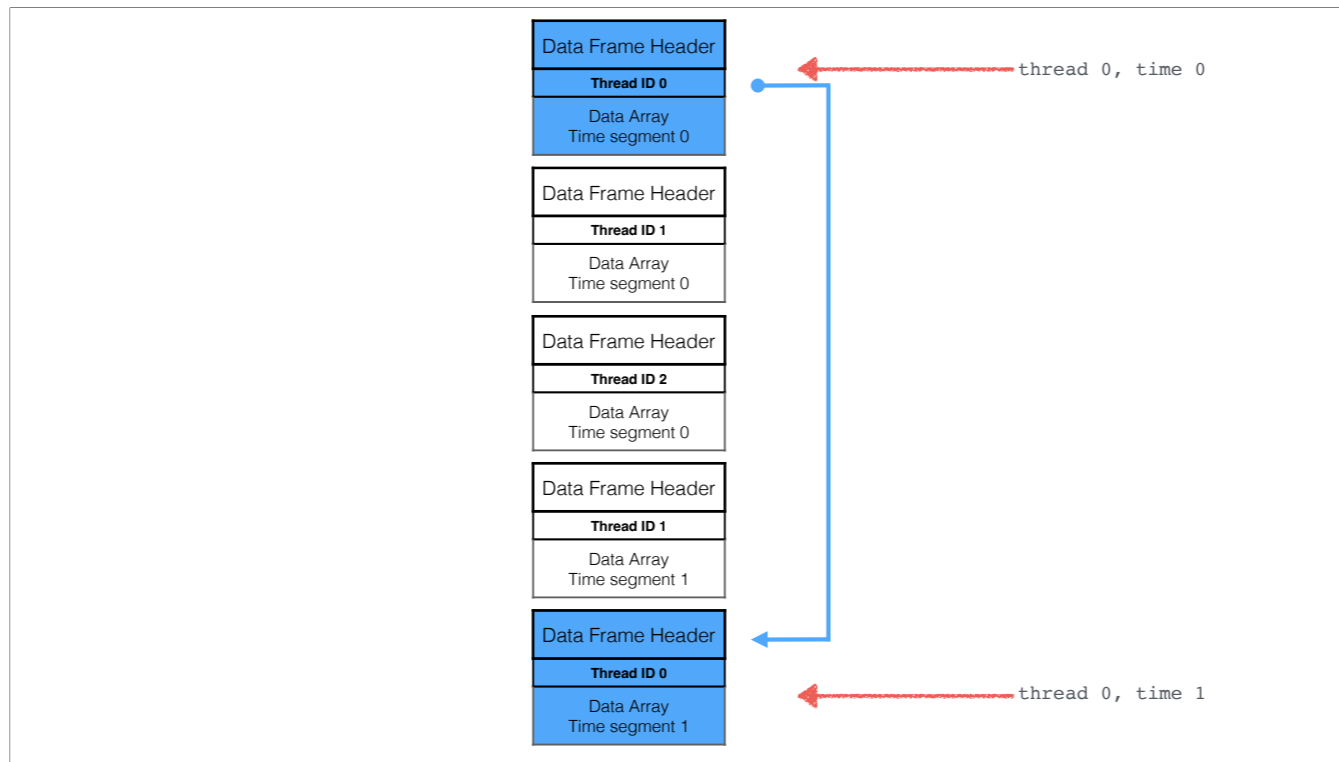 Data Frame Header
thread 0, time 0
Thread ID 0
Data Array
Time segment 0
Data Frame Header
Thread ID 1
Data Array
Time segment 0
Data Frame Header
Thread ID 2
Data Array
Time segment 0
Data Frame Header
Thread ID 1
Data Array
Time segment 1
Data Frame Header
Thread ID 0
thread 0, time 1
Data Array
Time segment 1